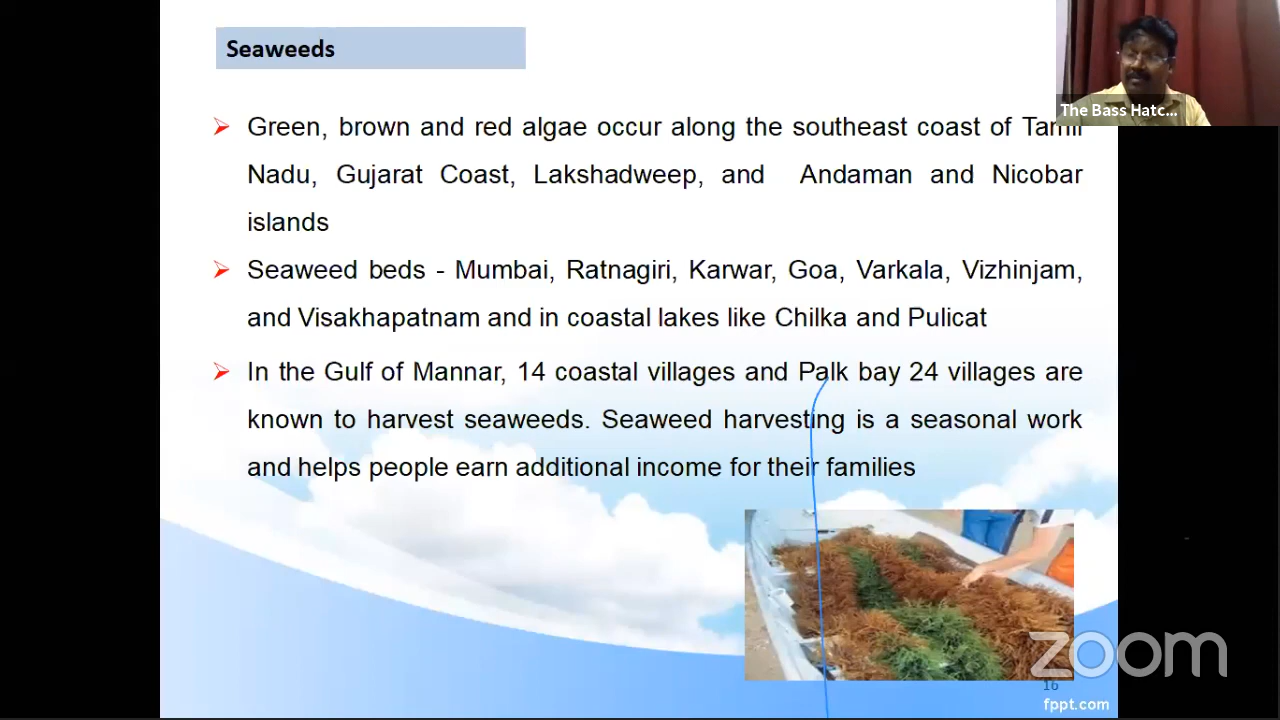 Seaweeds
The Bass Hatc...
Green, brown and red algae occur along the southeast coast of Tamil
Nadu, Gujarat Coast, Lakshadweep, and Andaman and Nicobar
islands
Seaweed beds - Mumbai, Ratnagiri, Karwar, Goa, Varkala, Vizhinjam,
and Visakhapatnam and in coastal lakes like Chilka and Pulicat
In the Gulf of Mannar, 14 coastal villages and Palk bay 24 villages are
known to harvest seaweeds. Seaweed harvesting is a seasonal work
and helps people earn additional income for their families
zoom
16
fppt.com